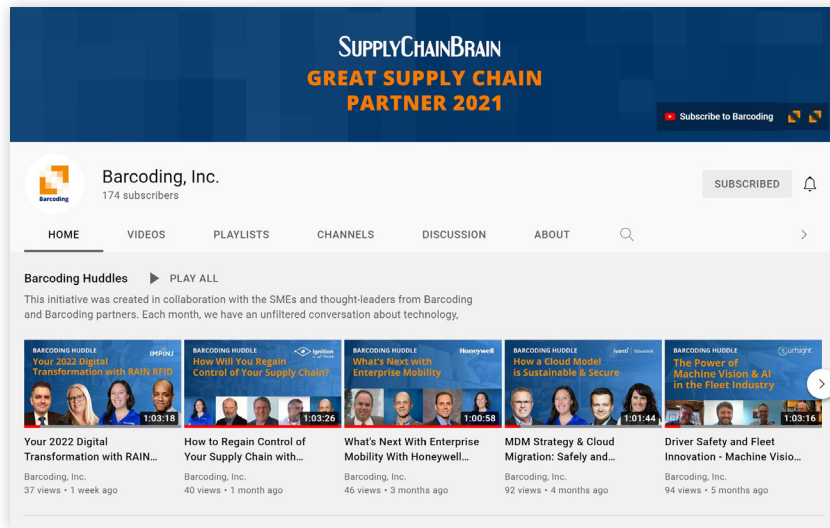 SUPPLYCHAINBRAIN
GREAT SUPPLY CHAIN
PARTNER 2021
Subscribe to Barcoding
Barcoding
Barcoding, Inc.
174 subscribers
SUBSCRIBED
HOME VIDEOS PLAYLISTS CHANNELS DISCUSSION ABOUT
Barcoding Huddles PLAY ALL
This initiative was created in collaboration with the SMEs and thought-leaders from Barcoding
and Barcoding partners. Each month, we have an unfiltered conversation about technology,
BARCODING HUDDLE IMPINJ
Your 2022 Digital
Transformation with RAIN RFID
1:03:18
Your 2022 Digital
Transformation with RAIN...
Barcoding, Inc.
37 views • 1 week ago
BARCODING HUDDLE Ignition
How Will You Regain
Control of Your Supply Chain?
1:03:26
How to Regain Control of
Your Supply Chain with...
Barcoding, Inc.
40 views • 1 month ago
BARCODING HUDDLE Honeywell
What's Next with
Enterprise Mobility
1:00:58
What's Next With Enterprise
Mobility With Honeywell...
Barcoding, Inc.
46 views • 3 months ago
BARCODING HUDDLE ivanti Wavelink
How a Cloud Model
is Sustainable & Secure
1:01:44
MDM Strategy & Cloud
Migration: Safely and...
Barcoding, Inc.
92 views • 4 months ago
BARCODING HUDDLE Surfsight
The Power of
Machine Vision & AI
in the Fleet Industry
1:03:16
Driver Safety and Fleet
Innovation - Machine Visio...
Barcoding, Inc.
94 views • 5 months ago